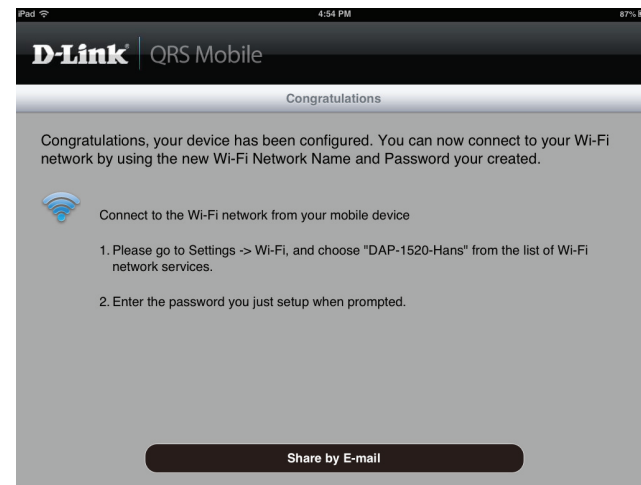 iPad 4:54 PM 87%
D-Link QRS Mobile
Congratulations
Congratulations, your device has been configured. You can now connect to your Wi-Fi
network by using the new Wi-Fi Network Name and Password your created.
Connect to the Wi-Fi network from your mobile device
1. Please go to Settings -> Wi-Fi, and choose "DAP-1520-Hans" from the list of Wi-Fi
network services.
2. Enter the password you just setup when prompted.
Share by E-mail